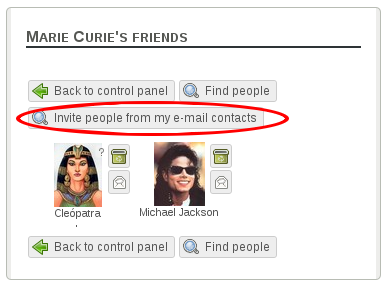 Marie Curie's friends
Back to control panel Find people
Invite people from my e-mail contacts
?
Cleópatra
.
Michael Jackson
Back to control panel Find people